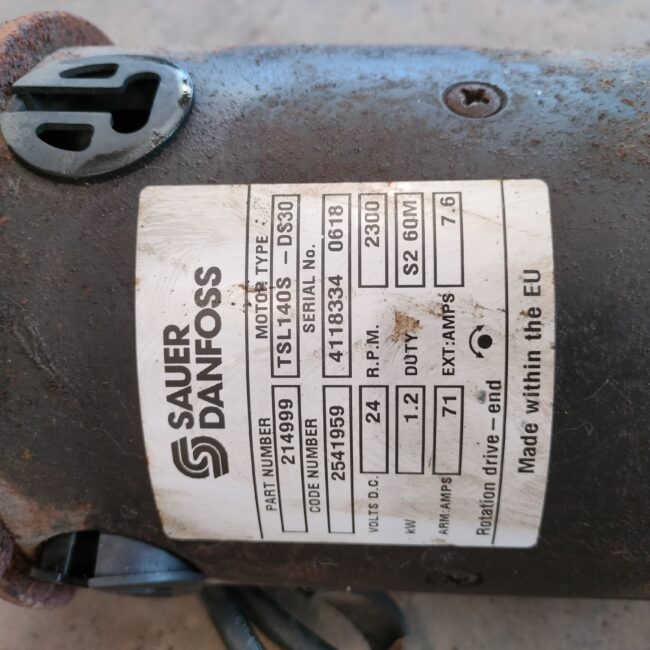 SAUER
DANFOSS
PART NUMBER MOTOR TYPE
214999 TSL140S - DS30
CODE NUMBER SERIAL No.
2541959 4118334 0618
VOLTS D.C. 24 R.P.M. 2300
kW 1.2 DUTY S2 60M
ARM:AMPS 71 EXT:AMPS 7.6
Rotation drive-end
Made within the EU